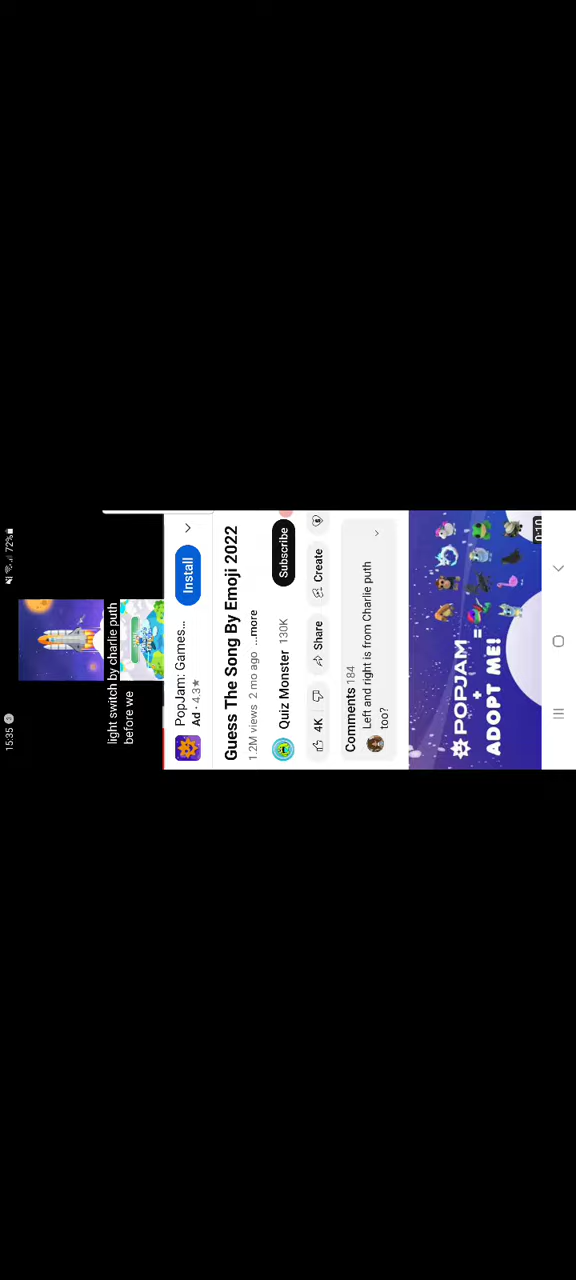 15:35
72%
light switch by charlie puth
before we
PopJam: Games...
Ad · 4.3★
Install
Guess The Song By Emoji 2022
1.2M views 2 mo ago ...more
Quiz Monster 130K
Subscribe
4K
Share
Create
Comments 184
Left and right is from Charlie puth
too?
POPJAM =
+
ADOPT ME!
0:10